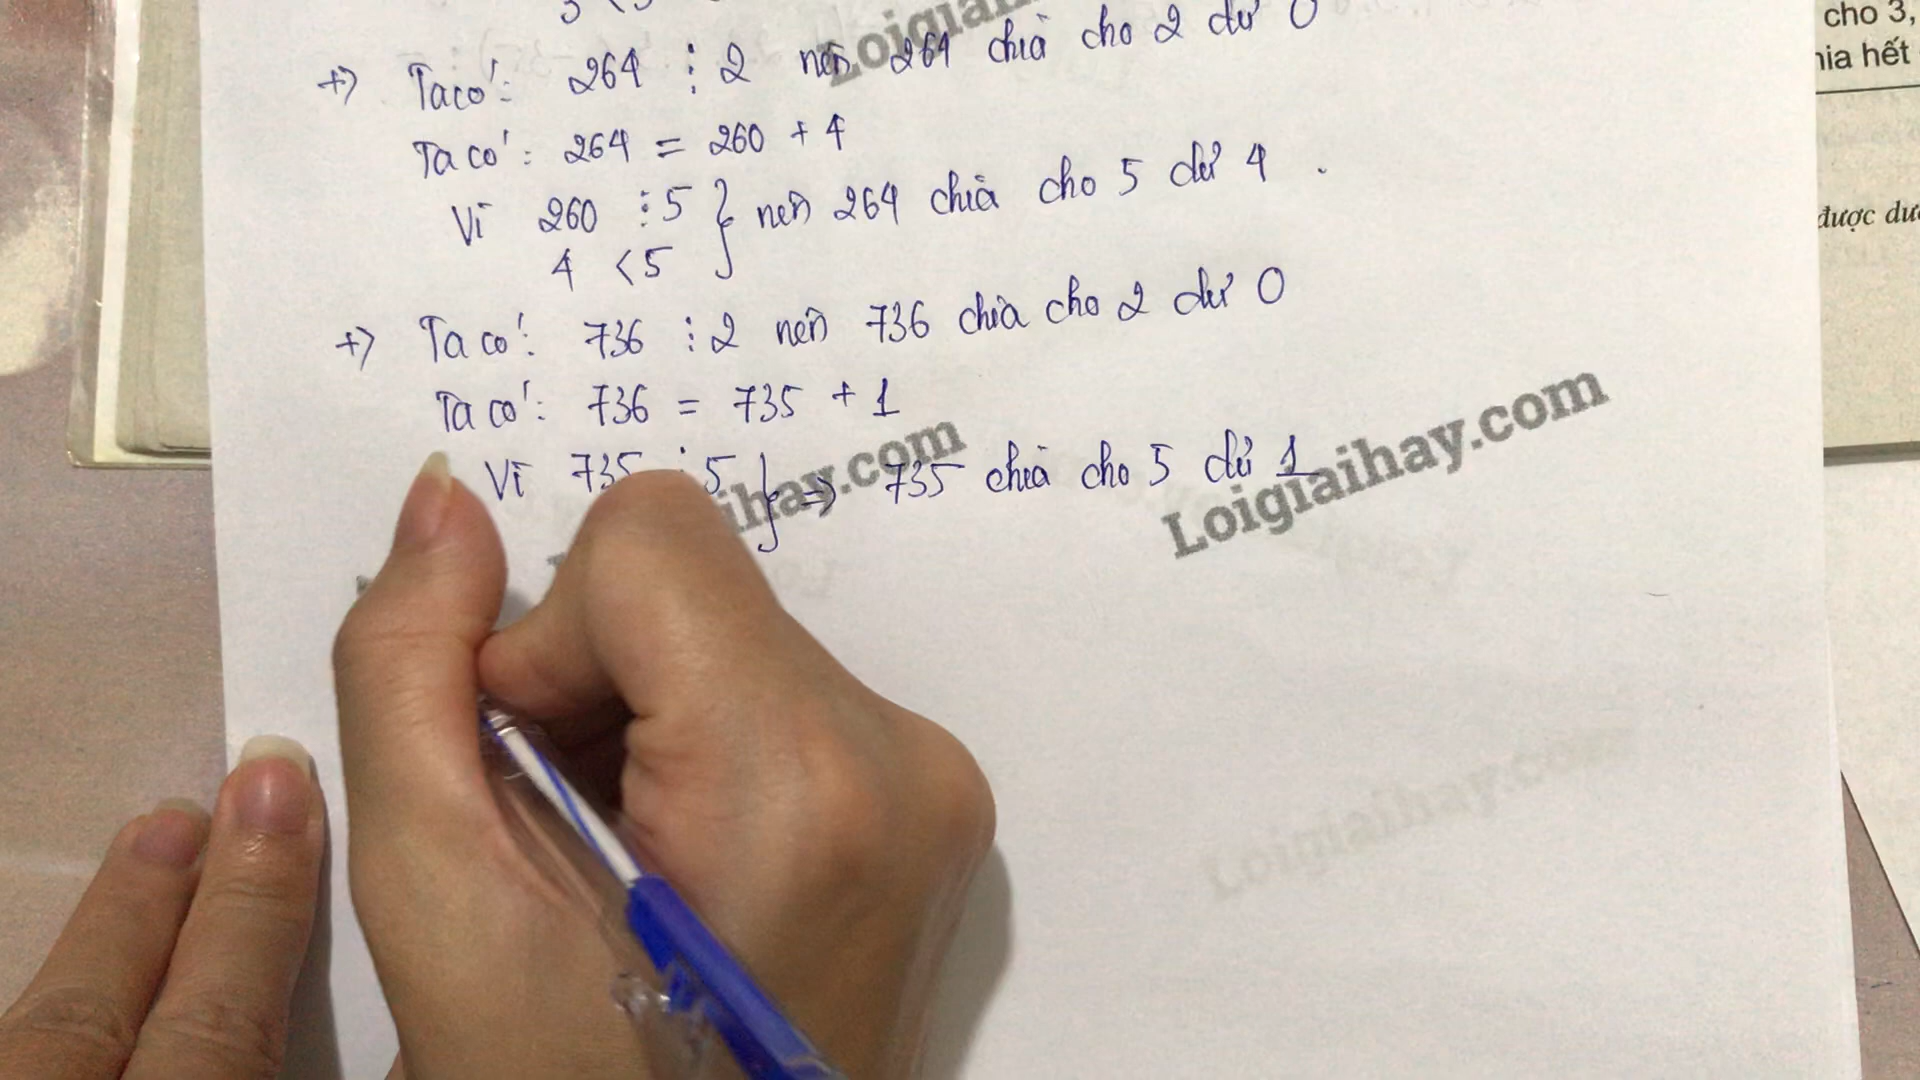 +) Ta có: 264 ⋮ 2 nên 264 chia cho 2 dư 0
Ta có: 264 = 260 + 4
Vì 260 ⋮ 5 } nên 264 chia cho 5 dư 4 .
4 < 5
+) Ta có: 736 ⋮ 2 nên 736 chia cho 2 dư 0
Ta có: 736 = 735 + 1
Vì 735 ⋮ 5 } => 735 chia cho 5 dư 1
Loigiaihay.com
Loigiaihay.com
cho 3,
hia hết
được dư